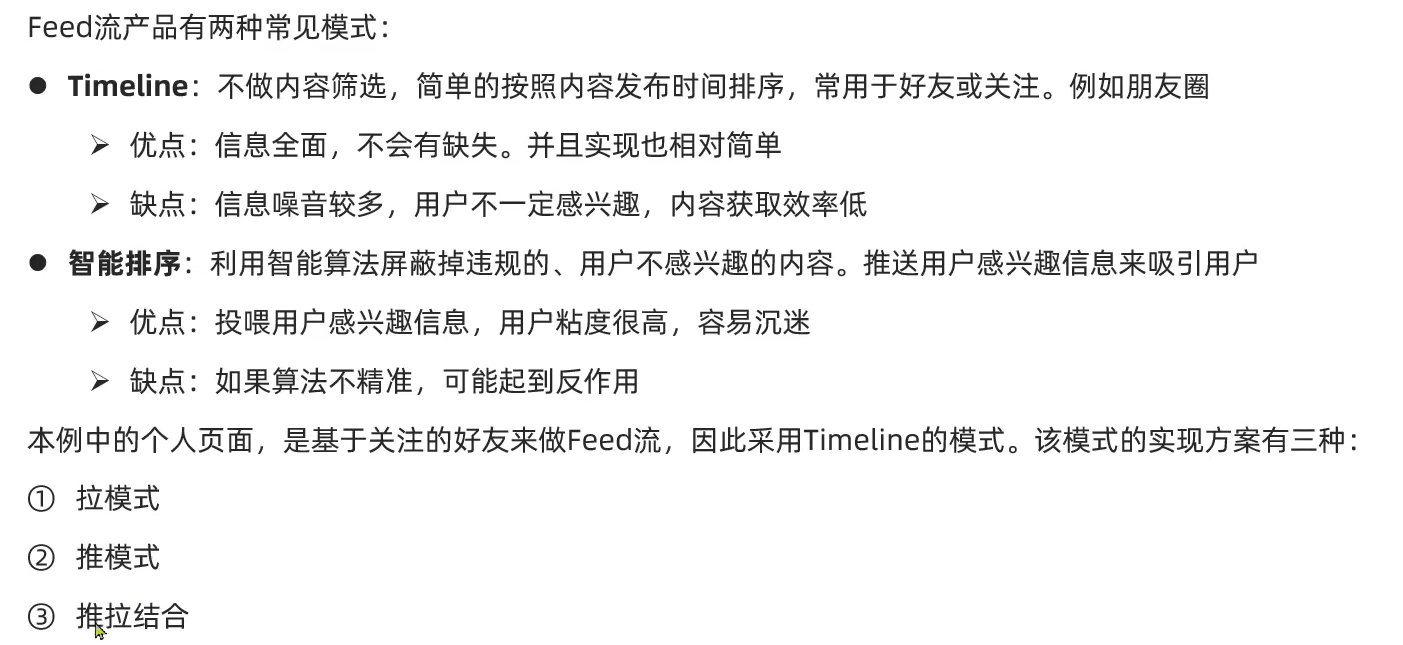 Feed流产品有两种常见模式：
● Timeline：不做内容筛选，简单的按照内容发布时间排序，常用于好友或关注。例如朋友圈
➢ 优点：信息全面，不会有缺失。并且实现也相对简单
➢ 缺点：信息噪音较多，用户不一定感兴趣，内容获取效率低
● 智能排序：利用智能算法屏蔽掉违规的、用户不感兴趣的内容。推送用户感兴趣信息来吸引用户
➢ 优点：投喂用户感兴趣信息，用户粘度很高，容易沉迷
➢ 缺点：如果算法不精准，可能起到反作用
本例中的个人页面，是基于关注的好友来做Feed流，因此采用Timeline的模式。该模式的实现方案有三种：
① 拉模式
② 推模式
③ 推拉结合